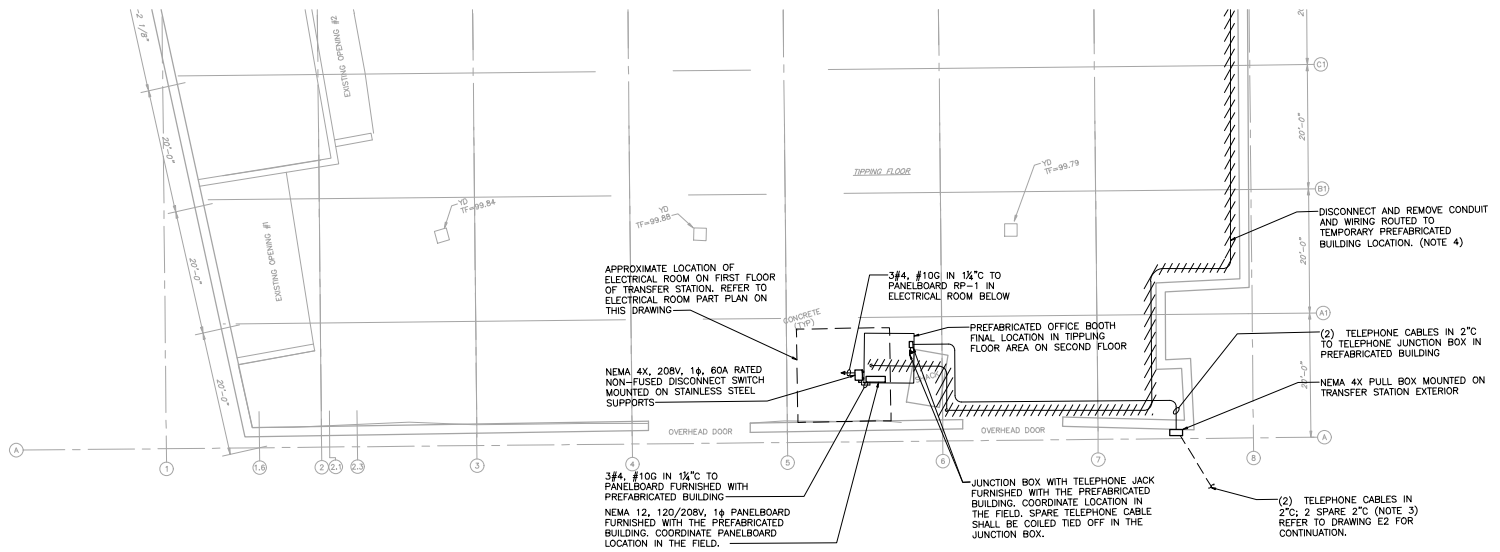 -2 1/8"
EXISTING OPENING #2
C1
20'-0"
20'-0"
TIPPING FLOOR
YD
TF=99.79
B1
YD
TF=99.84
YD
TF=99.88
DISCONNECT AND REMOVE CONDUIT
AND WIRING ROUTED TO
TEMPORARY PREFABRICATED
BUILDING LOCATION. (NOTE 4)
EXISTING OPENING #1
20'-0"
20'-0"
APPROXIMATE LOCATION OF
ELECTRICAL ROOM ON FIRST FLOOR
OF TRANSFER STATION. REFER TO
ELECTRICAL ROOM PART PLAN ON
THIS DRAWING
3#4, #10G IN 1¼"C TO
PANELBOARD RP-1 IN
ELECTRICAL ROOM BELOW
CONCRETE
(TYP)
A1
PREFABRICATED OFFICE BOOTH
FINAL LOCATION IN TIPPLING
FLOOR AREA ON SECOND FLOOR
(2) TELEPHONE CABLES IN 2"C
TO TELEPHONE JUNCTION BOX IN
PREFABRICATED BUILDING
NEMA 4X, 208V, 1ϕ, 60A RATED
NON-FUSED DISCONNECT SWITCH
MOUNTED ON STAINLESS STEEL
SUPPORTS
20'-0"
20'-0"
NEMA 4X PULL BOX MOUNTED ON
TRANSFER STATION EXTERIOR
OVERHEAD DOOR
OVERHEAD DOOR
A
A
1
1.6
2
2.1
2.3
3
4
5
6
7
8
3#4, #10G IN 1¼"C TO
PANELBOARD FURNISHED WITH
PREFABRICATED BUILDING
NEMA 12, 120/208V, 1ϕ PANELBOARD
FURNISHED WITH THE PREFABRICATED
BUILDING. COORDINATE PANELBOARD
LOCATION IN THE FIELD.
JUNCTION BOX WITH TELEPHONE JACK
FURNISHED WITH THE PREFABRICATED
BUILDING. COORDINATE LOCATION IN
THE FIELD. SPARE TELEPHONE CABLE
SHALL BE COILED TIED OFF IN THE
JUNCTION BOX.
(2) TELEPHONE CABLES IN
2"C; 2 SPARE 2"C (NOTE 3)
REFER TO DRAWING E2 FOR
CONTINUATION.